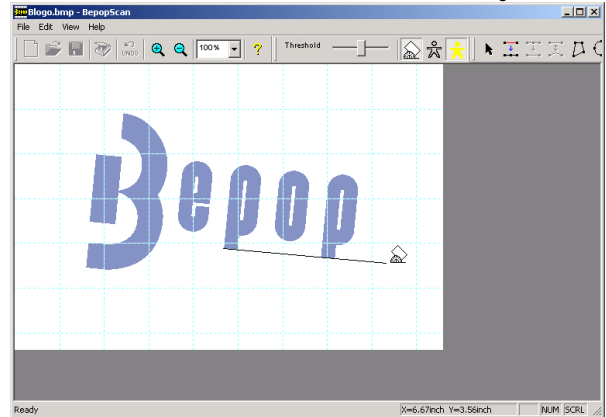 Blogo.bmp - BepopScan
File Edit View Help
UNDO 100% ? Threshold
Bepop
Ready X=6.67inch Y=3.56inch NUM SCRL